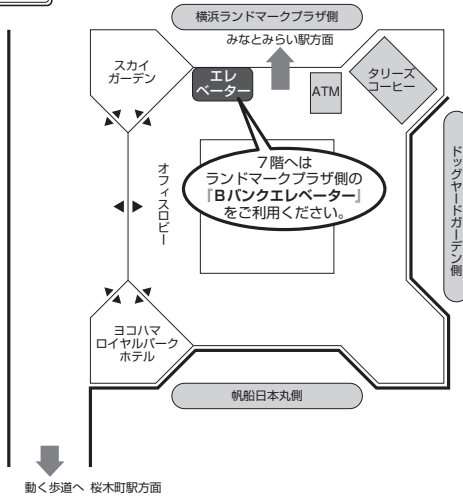 横浜ランドマークプラザ側
みなとみらい駅方面
スカイ
ガーデン
エレ
ベーター
ATM
タリーズ
コーヒー
7階へは
ランドマークプラザ側の
『Bバンクエレベーター』
をご利用ください。
オフィスロビー
ドッグヤードガーデン側
ヨコハマ
ロイヤルパーク
ホテル
帆船日本丸側
動く歩道へ 桜木町駅方面